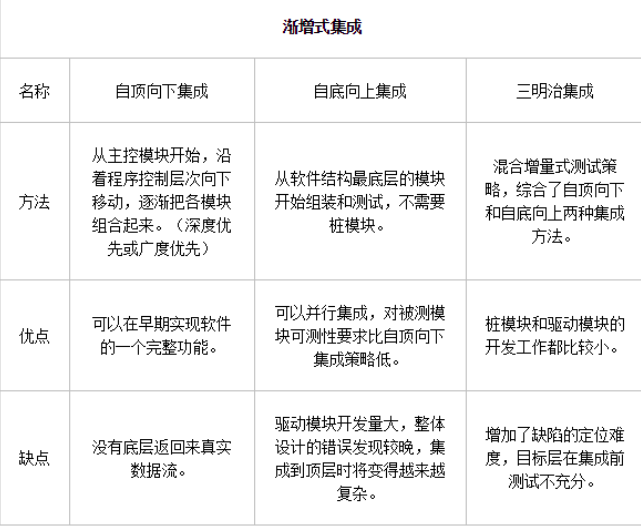 渐增式集成
名称
自顶向下集成
自底向上集成
三明治集成
方法
从主控模块开始，沿
着程序控制层次向下
移动，逐渐把各模块
组合起来。（深度优
先或广度优先）
从软件结构最底层的模块
开始组装和测试，不需要
桩模块。
混合增量式测试策
略，综合了自顶向下
和自底向上两种集成
方法。
优点
可以在早期实现软件
的一个完整功能。
可以并行集成，对被测模
块可测性要求比自顶向下
集成策略低。
桩模块和驱动模块的
开发工作都比较小。
缺点
没有底层返回来真实
数据流。
驱动模块开发量大，整体
设计的错误发现较晚，集
成到顶层时将变得越来越
复杂。
增加了缺陷的定位难
度，目标层在集成前
测试不充分。